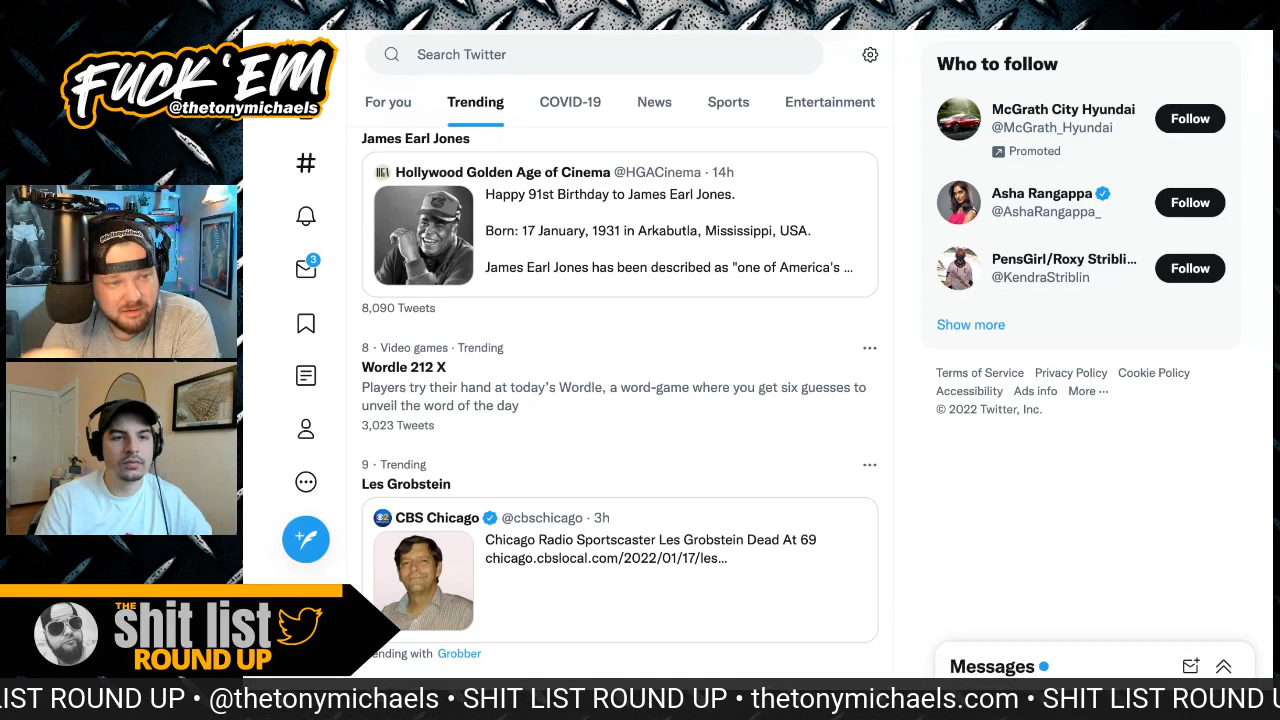 FUCK'EM
@thetonymichaels
Search Twitter
For you
Trending
COVID-19
News
Sports
Entertainment
James Earl Jones
Hollywood Golden Age of Cinema @HGACinema · 14h
Happy 91st Birthday to James Earl Jones.
Born: 17 January, 1931 in Arkabutla, Mississippi, USA.
James Earl Jones has been described as "one of America's ...
8,090 Tweets
3
8 · Video games · Trending
Wordle 212 X
Players try their hand at today's Wordle, a word-game where you get six guesses to
unveil the word of the day
3,023 Tweets
9 · Trending
Les Grobstein
CBS Chicago @cbschicago · 3h
Chicago Radio Sportscaster Les Grobstein Dead At 69
chicago.cbslocal.com/2022/01/17/les...
ending with Grobber
Who to follow
McGrath City Hyundai
@McGrath_Hyundai
Promoted
Follow
Asha Rangappa
@AshaRangappa_
Follow
PensGirl/Roxy Stribli...
@KendraStriblin
Follow
Show more
Terms of Service Privacy Policy Cookie Policy
Accessibility Ads info More ···
© 2022 Twitter, Inc.
Messages
THE
shit list
ROUND UP
LIST ROUND UP • @thetonymichaels • SHIT LIST ROUND UP • thetonymichaels.com • SHIT LIST ROUND U